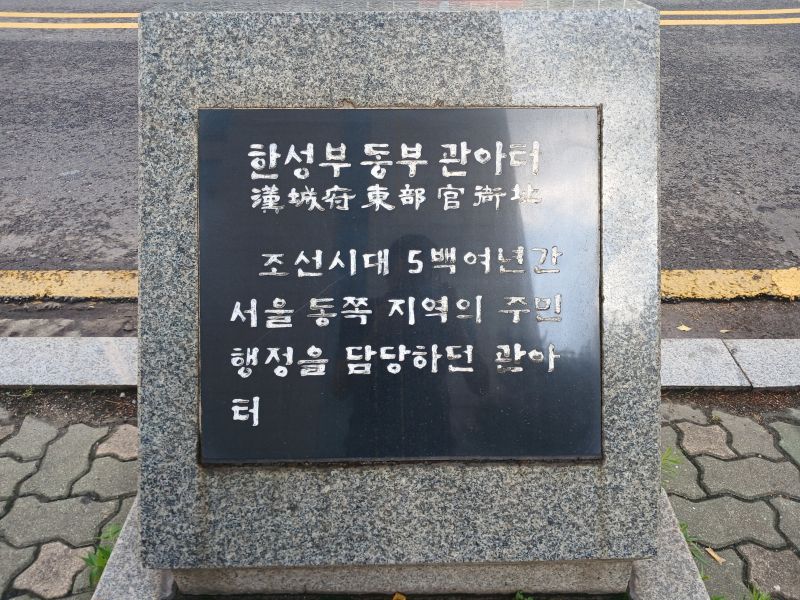 한성부 동부 관아터
漢城府東部官衙址
조선시대 5백여년간
서울 동쪽 지역의 주민
행정을 담당하던 관아
터